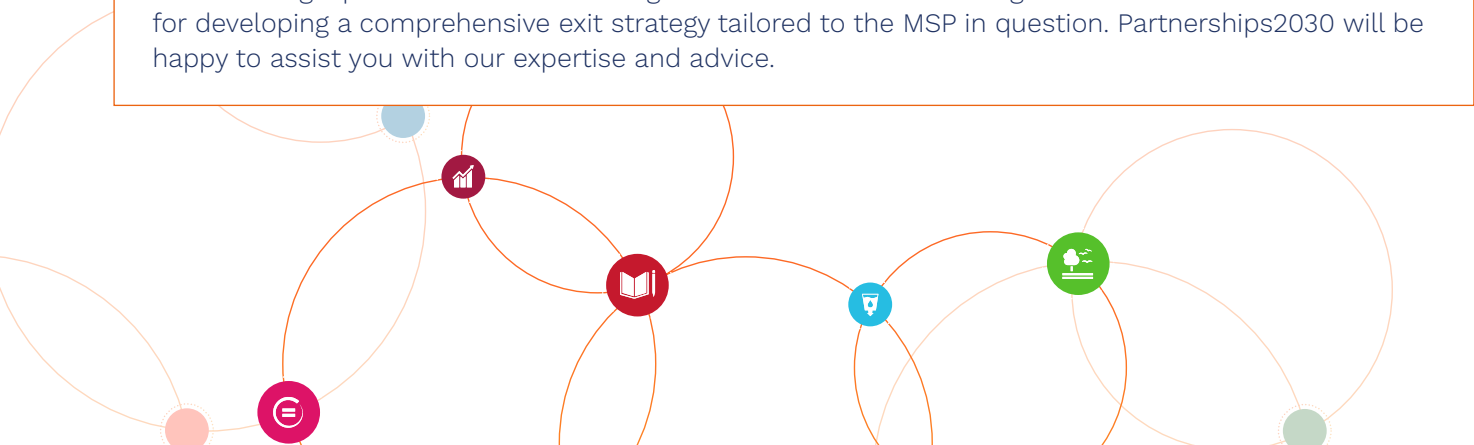 for developing a comprehensive exit strategy tailored to the MSP in question. Partnerships2030 will be
happy to assist you with our expertise and advice.